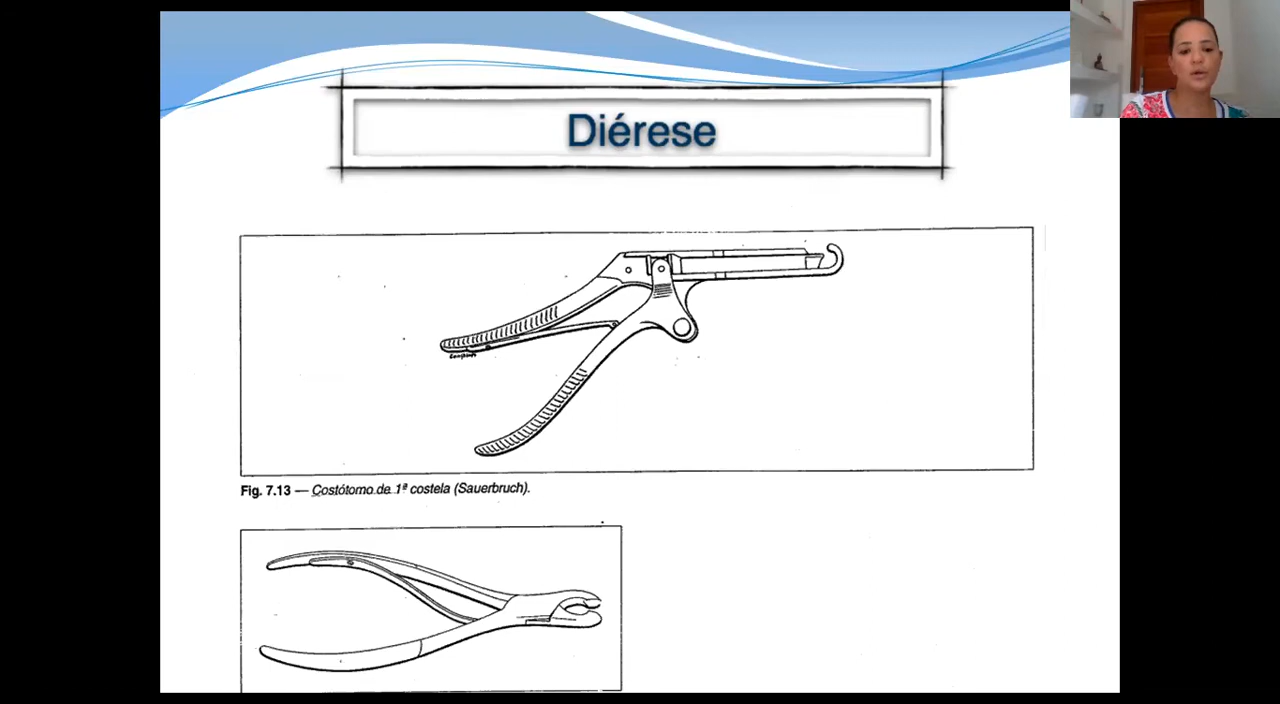 Diérese
Fig. 7.13 — Costótomo de 1ª costela (Sauerbruch).